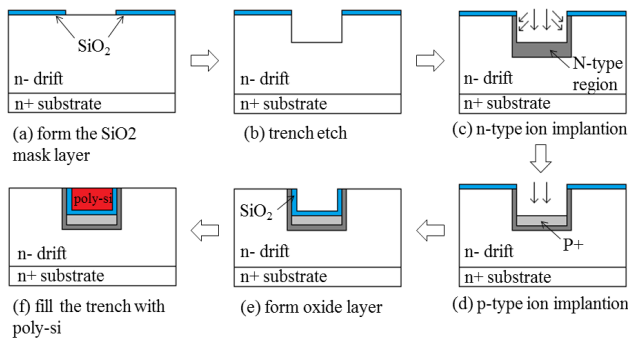 SiO2
n- drift
n+ substrate
(a) form the SiO2
mask layer
n- drift
n+ substrate
(b) trench etch
N-type
region
n- drift
n+ substrate
(c) n-type ion implantion
P+
n- drift
n+ substrate
(d) p-type ion implantion
SiO2
n- drift
n+ substrate
(e) form oxide layer
poly-si
n- drift
n+ substrate
(f) fill the trench with
poly-si